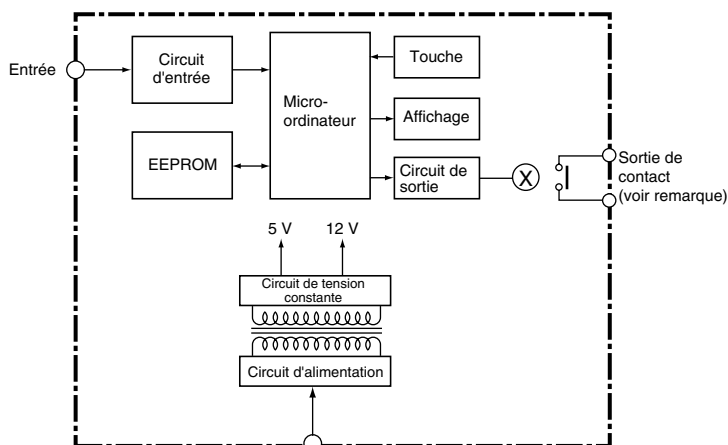 Entrée
Circuit
d'entrée
Micro-
ordinateur
Touche
Affichage
EEPROM
Circuit de
sortie
X
Sortie de
contact
(voir remarque)
5 V
12 V
Circuit de tension
constante
Circuit d'alimentation